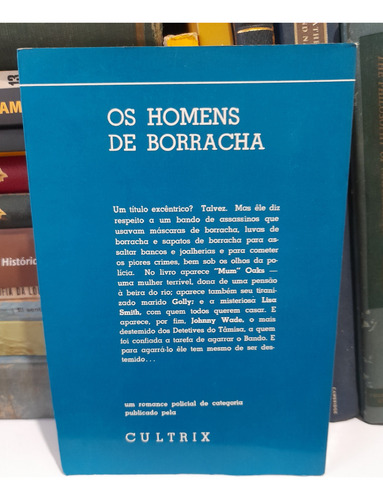 OS HOMENS
DE BORRACHA
Um título excêntrico? Talvez. Mas êle diz
respeito a um bando de assassinos que
usavam máscaras de borracha, luvas de
borracha e sapatos de borracha para as-
saltar bancos e joalherias e para cometer
os piores crimes, bem sob os olhos da po-
lícia. No livro aparece "Mum" Oaks —
uma mulher terrível, dona de uma pensão
à beira do rio; aparece também seu tirani-
zado marido Golly; e a misteriosa Lisa
Smith, com quem todos querem casar. E
aparece, por fim, Johnny Wade, o mais
destemido dos Detetives do Tâmisa, a quem
foi confiada a tarefa de agarrar o Bando. E
para agarrá-lo êle tem mesmo de ser des-
temido...
um romance policial de categoria
publicado pela
CULTRIX
Históri